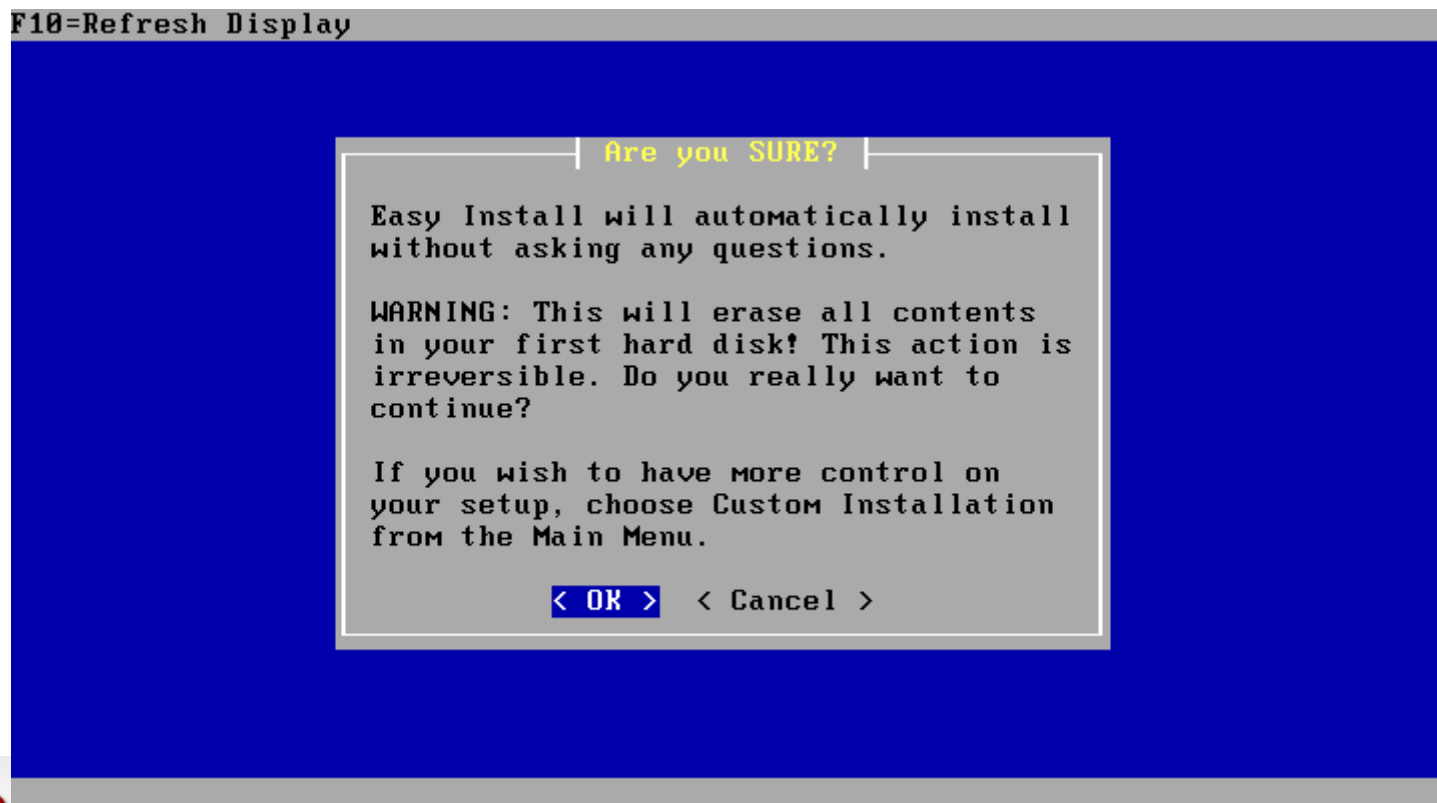 F10=Refresh Display
Are you SURE?
Easy Install will automatically install
without asking any questions.
WARNING: This will erase all contents
in your first hard disk! This action is
irreversible. Do you really want to
continue?
If you wish to have more control on
your setup, choose Custom Installation
from the Main Menu.
< OK > < Cancel >